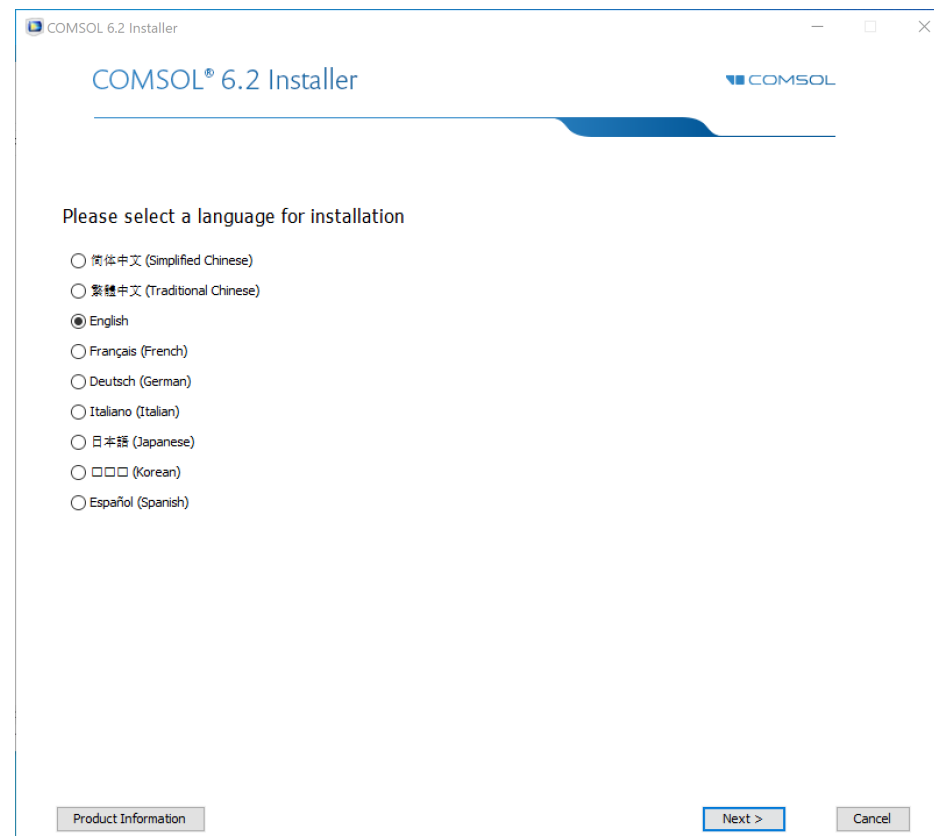 COMSOL 6.2 Installer
COMSOL® 6.2 Installer
COMSOL
Please select a language for installation
简体中文 (Simplified Chinese)
繁體中文 (Traditional Chinese)
English
Français (French)
Deutsch (German)
Italiano (Italian)
日本語 (Japanese)
□□□ (Korean)
Español (Spanish)
Product Information
Next >
Cancel